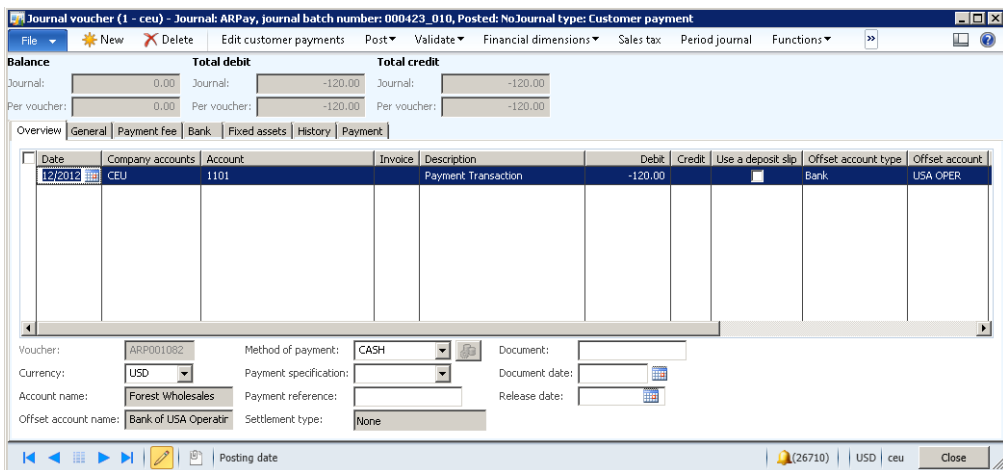 Journal voucher (1 - ceu) - Journal: ARPay, journal batch number: 000423_010, Posted: NoJournal type: Customer payment
File New Delete Edit customer payments Post Validate Financial dimensions Sales tax Period journal Functions »
Balance Total debit Total credit
Journal: 0.00 Journal: -120.00 Journal: -120.00
Per voucher: 0.00 Per voucher: -120.00 Per voucher: -120.00
Overview General Payment fee Bank Fixed assets History Payment
Date Company accounts Account Invoice Description Debit Credit Use a deposit slip Offset account type Offset account
12/2012 CEU 1101 Payment Transaction -120.00 Bank USA OPER
Voucher: ARP001082 Method of payment: CASH Document:
Currency: USD Payment specification: Document date:
Account name: Forest Wholesales Payment reference: Release date:
Offset account name: Bank of USA Operatir Settlement type: None
Posting date (26710) USD ceu Close